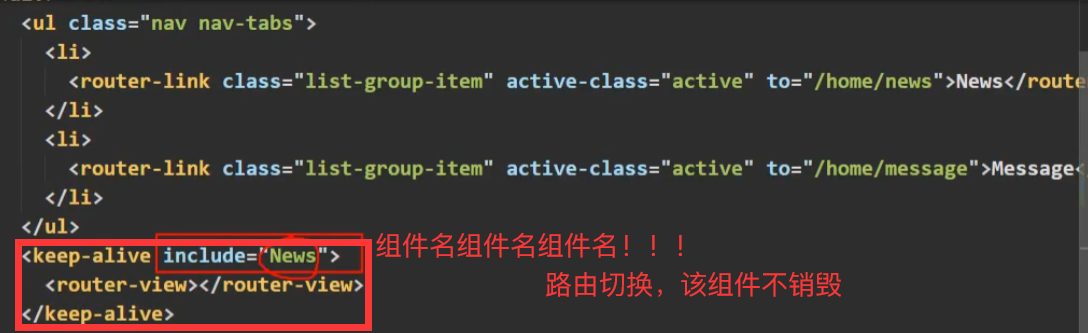 <ul class="nav nav-tabs">
<li>
<router-link class="list-group-item" active-class="active" to="/home/news">News</route
</li>
<li>
<router-link class="list-group-item" active-class="active" to="/home/message">Message<
</li>
</ul>
<keep-alive include="News"> 组件名组件名组件名！！！
<router-view></router-view> 路由切换，该组件不销毁
</keep-alive>